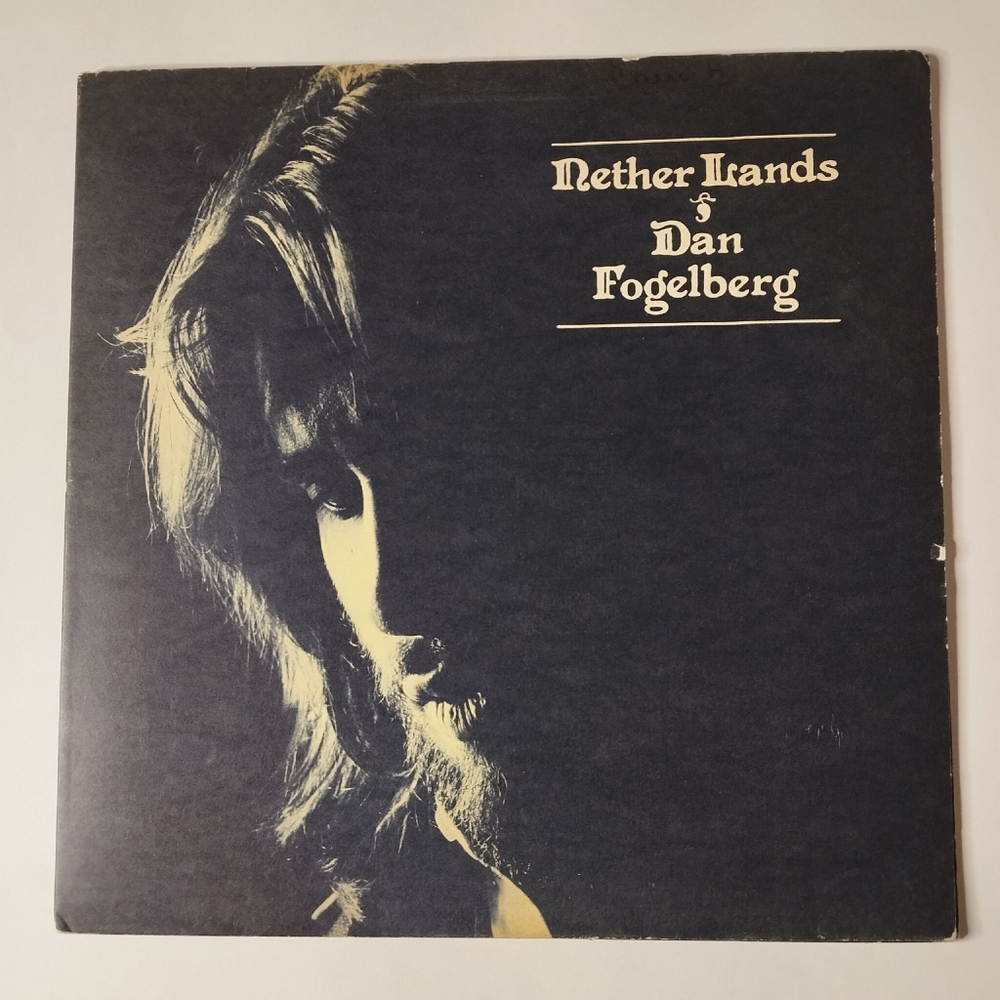 Nether Lands
Dan
Fogelberg